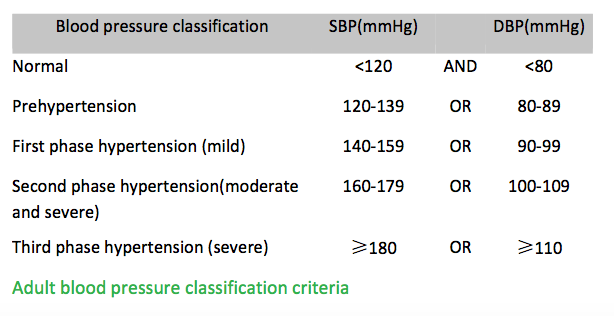 Blood pressure classification SBP(mmHg) DBP(mmHg)
Normal <120 AND <80
Prehypertension 120-139 OR 80-89
First phase hypertension (mild) 140-159 OR 90-99
Second phase hypertension(moderate 160-179 OR 100-109
and severe)
Third phase hypertension (severe) ⩾180 OR ⩾110
Adult blood pressure classification criteria